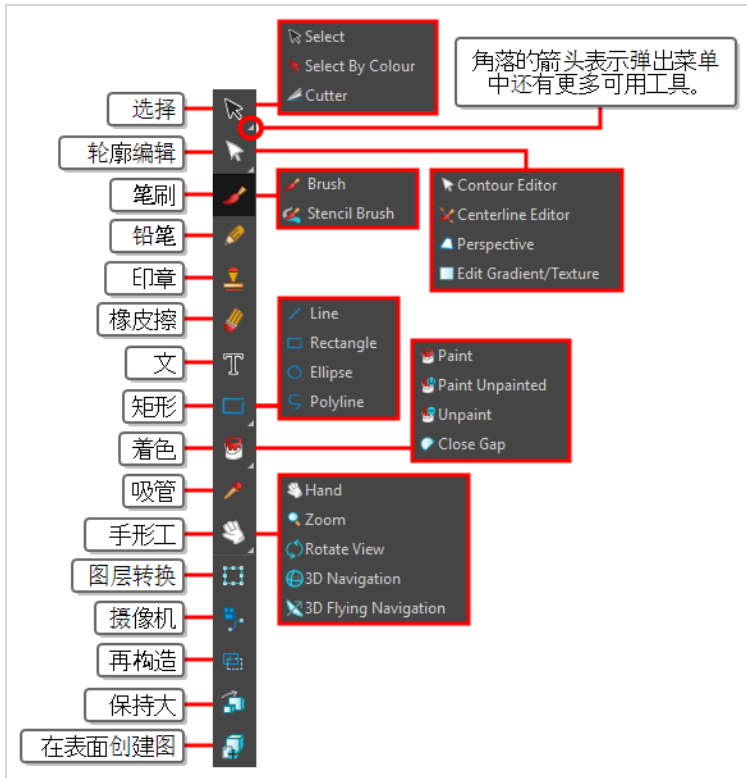 Select
Select By Colour
Cutter
角落的箭头表示弹出菜单
中还有更多可用工具。
选择
轮廓编辑
笔刷
铅笔
印章
橡皮擦
文
矩形
着色
吸管
手形工
图层转换
摄像机
再构造
保持大
在表面创建图
Brush
Stencil Brush
Contour Editor
Centerline Editor
Perspective
Edit Gradient/Texture
Line
Rectangle
Ellipse
Polyline
Paint
Paint Unpainted
Unpaint
Close Gap
Hand
Zoom
Rotate View
3D Navigation
3D Flying Navigation